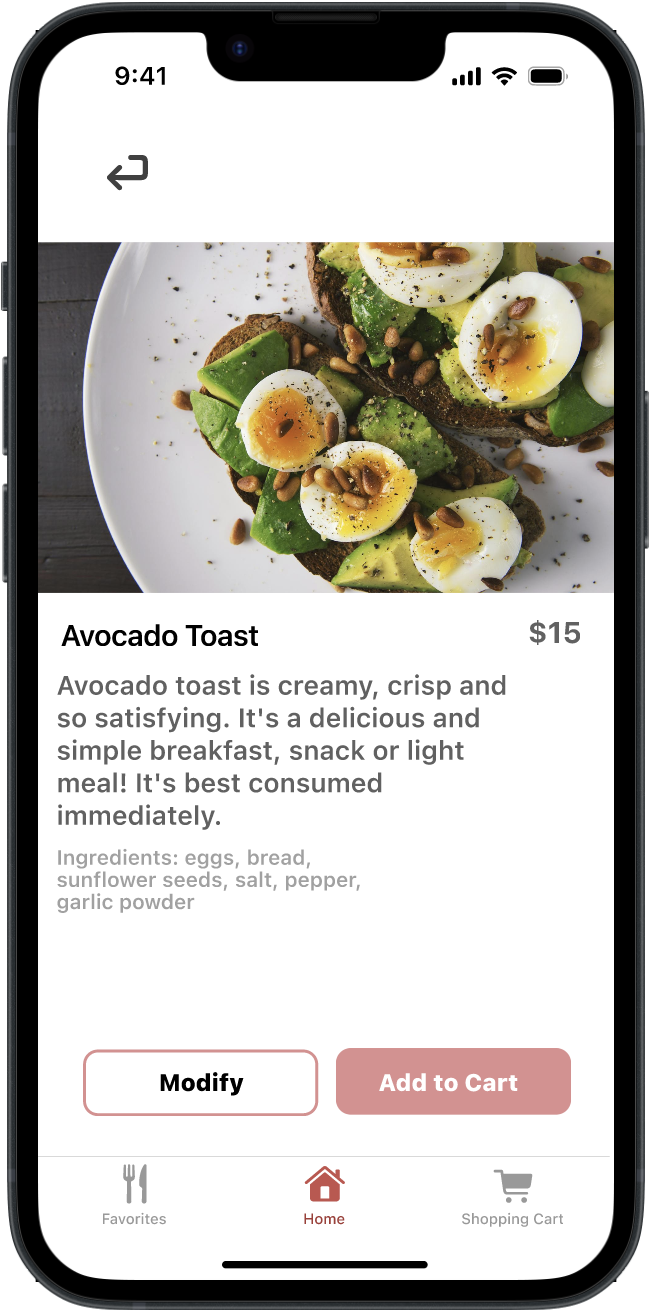 9:41
Avocado Toast
$15
Avocado toast is creamy, crisp and
so satisfying. It's a delicious and
simple breakfast, snack or light
meal! It's best consumed
immediately.
Ingredients: eggs, bread,
sunflower seeds, salt, pepper,
garlic powder
Modify
Add to Cart
Favorites
Home
Shopping Cart